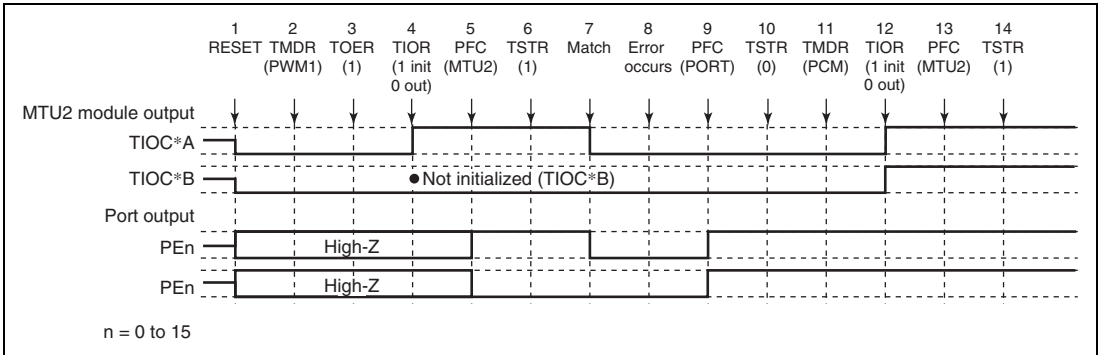 1 2 3 4 5 6 7 8 9 10 11 12 13 14
RESET TMDR TOER TIOR PFC TSTR Match Error PFC TSTR TMDR TIOR PFC TSTR
(PWM1) (1) (1 init (MTU2) (1) occurs (PORT) (0) (PCM) (1 init (MTU2) (1)
0 out) 0 out)
MTU2 module output
TIOC*A
TIOC*B
●Not initialized (TIOC*B)
Port output
PEn High-Z
PEn High-Z
n = 0 to 15